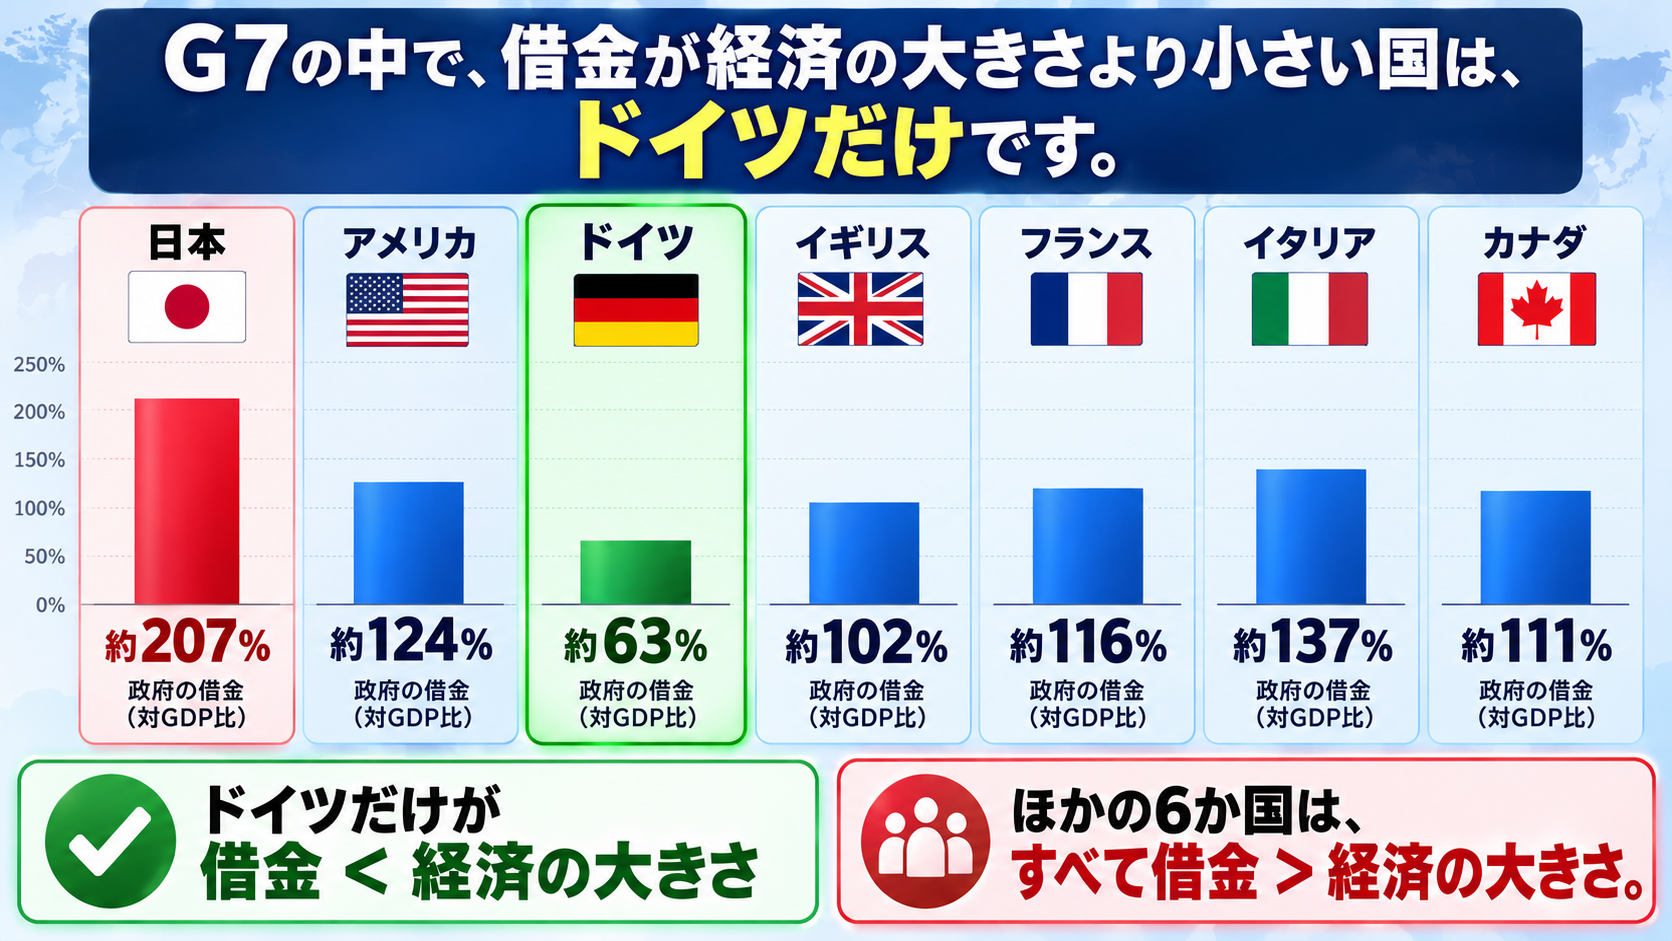 G7の中で、借金が経済の大きさより小さい国は、
ドイツだけです。
日本
アメリカ
ドイツ
イギリス
フランス
イタリア
カナダ
250%
200%
150%
100%
50%
0%
約207%
政府の借金
（対GDP比）
約124%
政府の借金
（対GDP比）
約63%
政府の借金
（対GDP比）
約102%
政府の借金
（対GDP比）
約116%
政府の借金
（対GDP比）
約137%
政府の借金
（対GDP比）
約111%
政府の借金
（対GDP比）
ドイツだけが
借金 < 経済の大きさ
ほかの6か国は、
すべて借金 > 経済の大きさ。